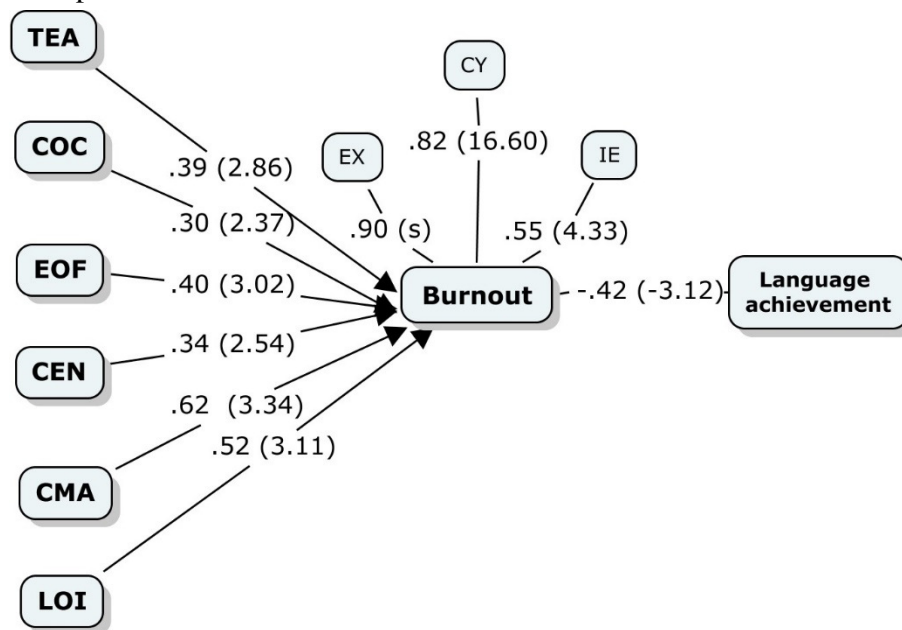 TEA
CY
COC
.82 (16.60)
EX
IE
.39 (2.86)
.30 (2.37)
.90 (s)
.55 (4.33)
EOF
.40 (3.02)
Burnout
-.42 (-3.12)
Language
achievement
.34 (2.54)
CEN
.62 (3.34)
.52 (3.11)
CMA
LOI